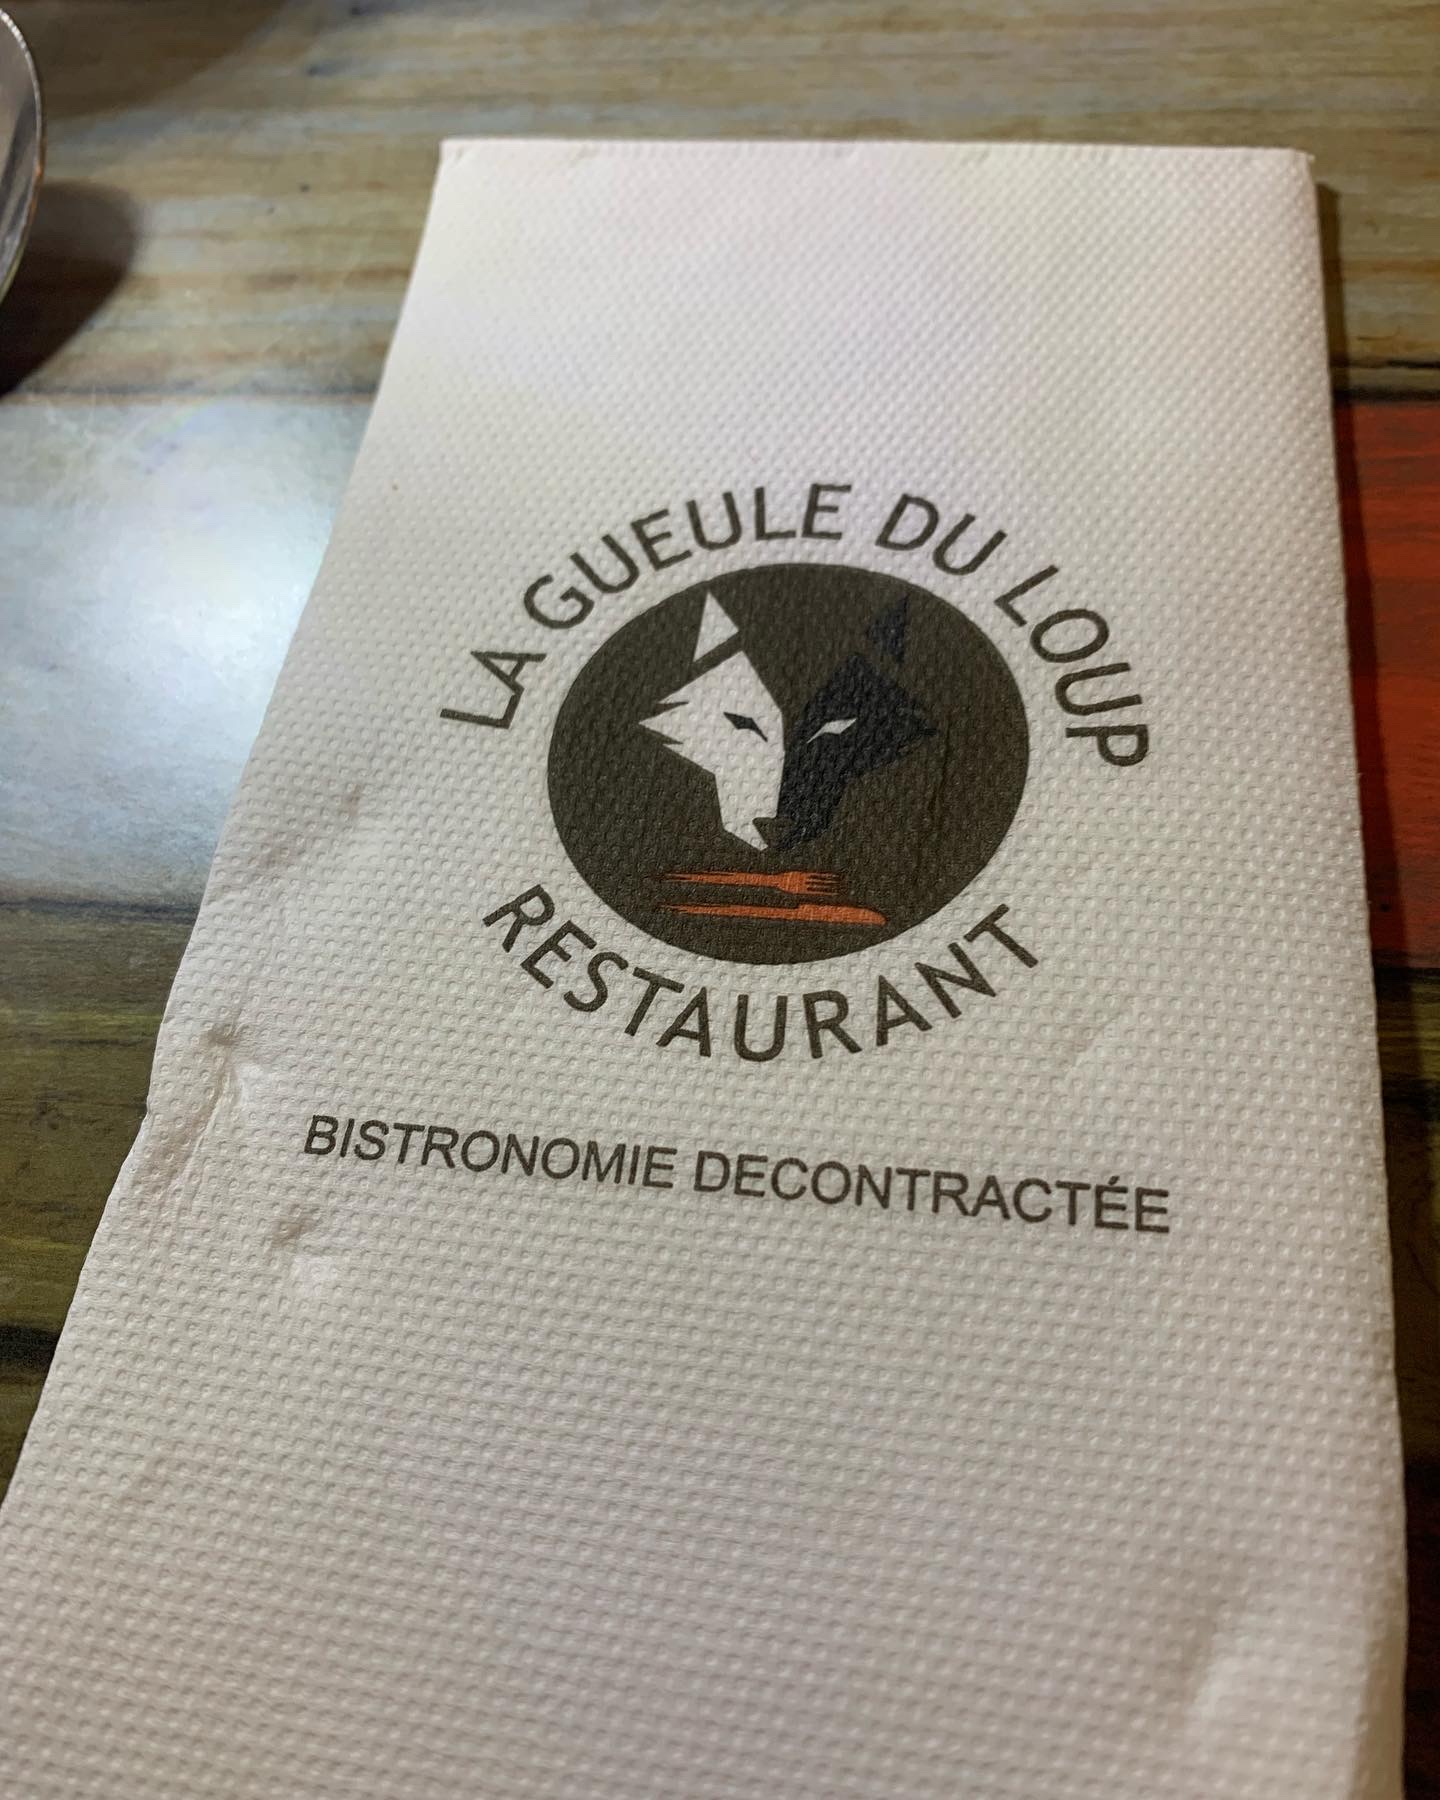 LA GUEULE DU LOUP
RESTAURANT
BISTRONOMIE DECONTRACTÉE